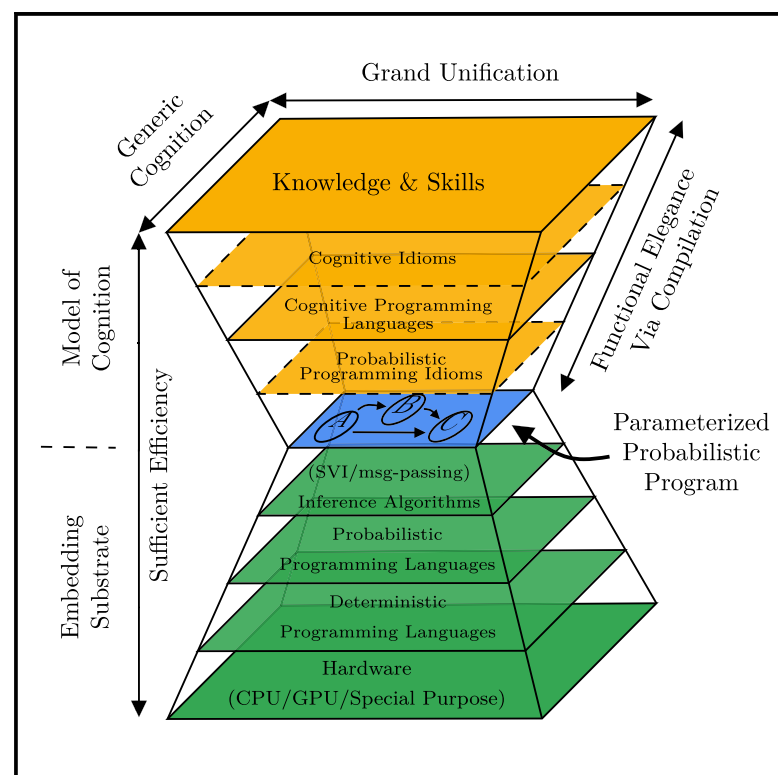 Grand Unification
Generic
Cognition
Knowledge & Skills
Functional Elegance
Via Compilation
Model of
Cognition
Cognitive Idioms
Cognitive Programming
Languages
Probabilistic
Programming Idioms
A
B
C
Parameterized
Probabilistic
Program
Sufficient Efficiency
Embedding
Substrate
(SVI/msg-passing)
Inference Algorithms
Probabilistic
Programming Languages
Deterministic
Programming Languages
Hardware
(CPU/GPU/Special Purpose)